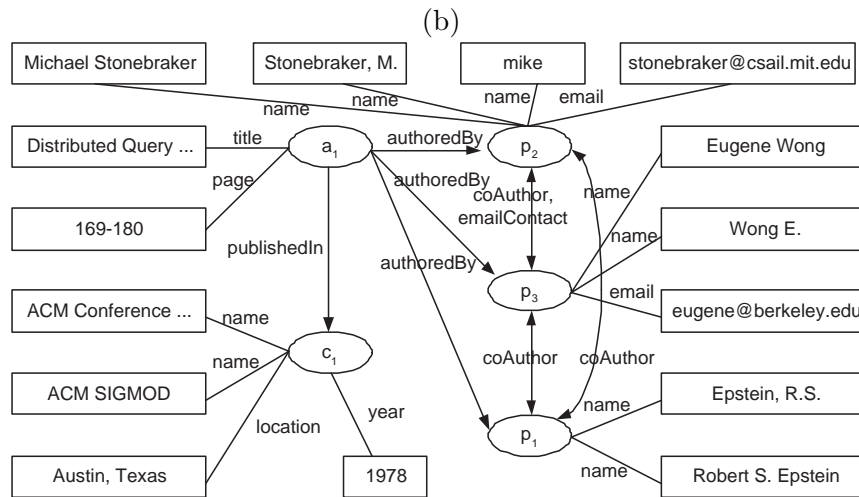 (b)
Michael Stonebraker
Stonebraker, M.
mike
stonebraker@csail.mit.edu
name
name
name
email
Distributed Query ...
title
a1
authoredBy
p2
Eugene Wong
page
authoredBy
name
coAuthor,
emailContact
169-180
publishedIn
name
Wong E.
authoredBy
p3
email
eugene@berkeley.edu
ACM Conference ...
name
c1
name
coAuthor
coAuthor
ACM SIGMOD
location
year
name
Epstein, R.S.
p1
Austin, Texas
1978
name
Robert S. Epstein